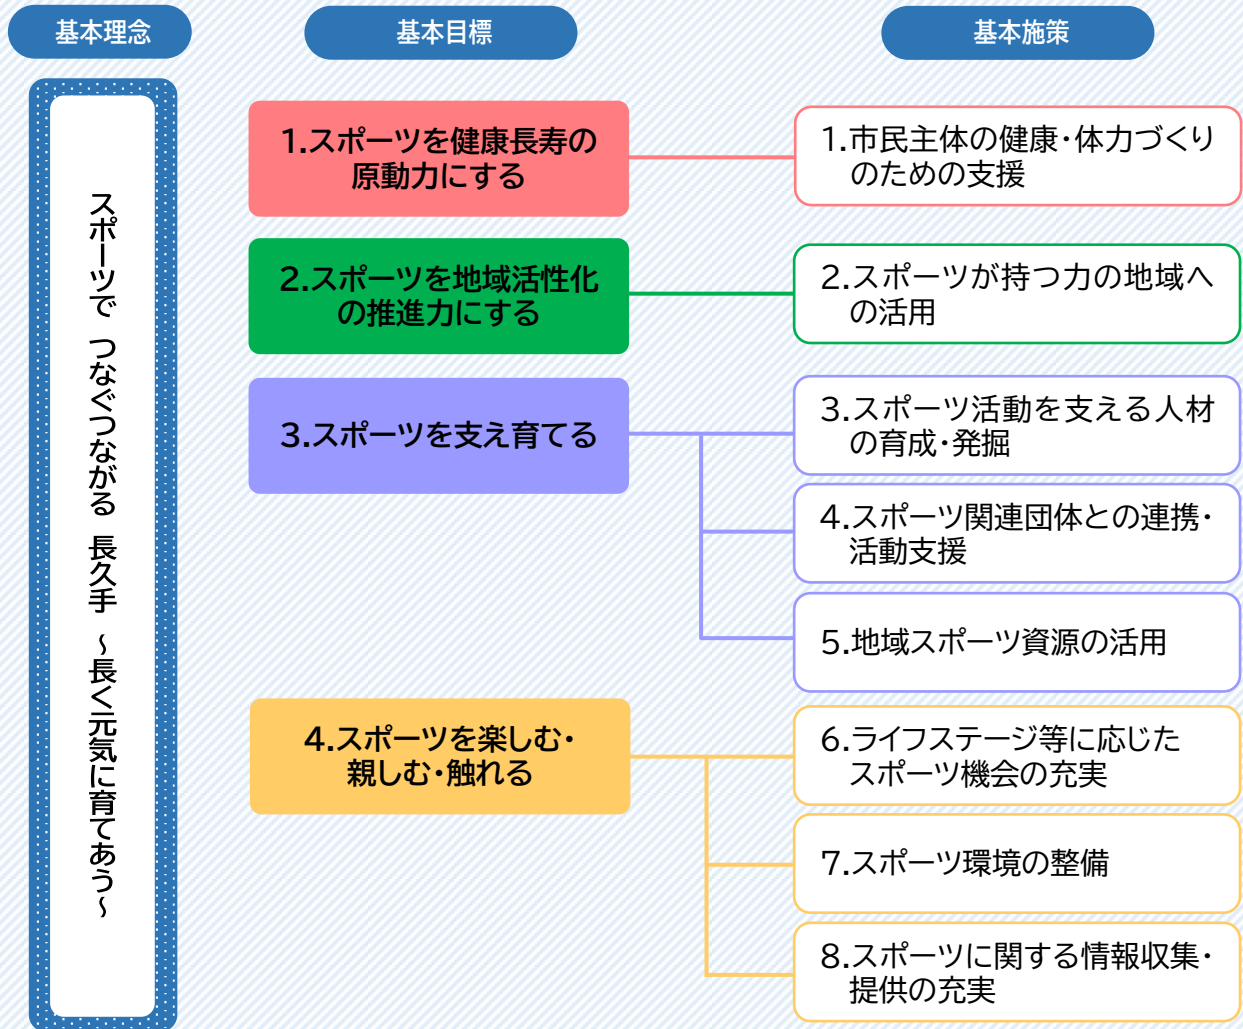 基本理念
基本目標
基本施策
スポーツで つなぐつながる 長久手 ～長く元気に育てあう～
1.スポーツを健康長寿の
原動力にする
1.市民主体の健康・体力づくり
のための支援
2.スポーツを地域活性化
の推進力にする
2.スポーツが持つ力の地域へ
の活用
3.スポーツを支え育てる
3.スポーツ活動を支える人材
の育成・発掘
4.スポーツ関連団体との連携・
活動支援
5.地域スポーツ資源の活用
4.スポーツを楽しむ・
親しむ・触れる
6.ライフステージ等に応じた
スポーツ機会の充実
7.スポーツ環境の整備
8.スポーツに関する情報収集・
提供の充実